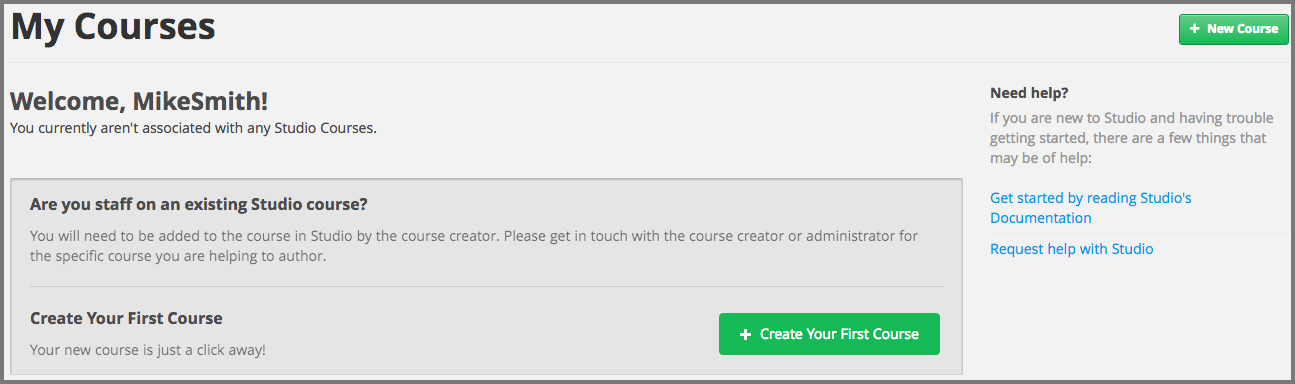 My Courses
+ New Course
Welcome, MikeSmith!
You currently aren't associated with any Studio Courses.
Are you staff on an existing Studio course?
You will need to be added to the course in Studio by the course creator. Please get in touch with the course creator or administrator for
the specific course you are helping to author.
Create Your First Course
Your new course is just a click away!
+ Create Your First Course
Need help?
If you are new to Studio and having trouble
getting started, there are a few things that
may be of help:
Get started by reading Studio's
Documentation
Request help with Studio